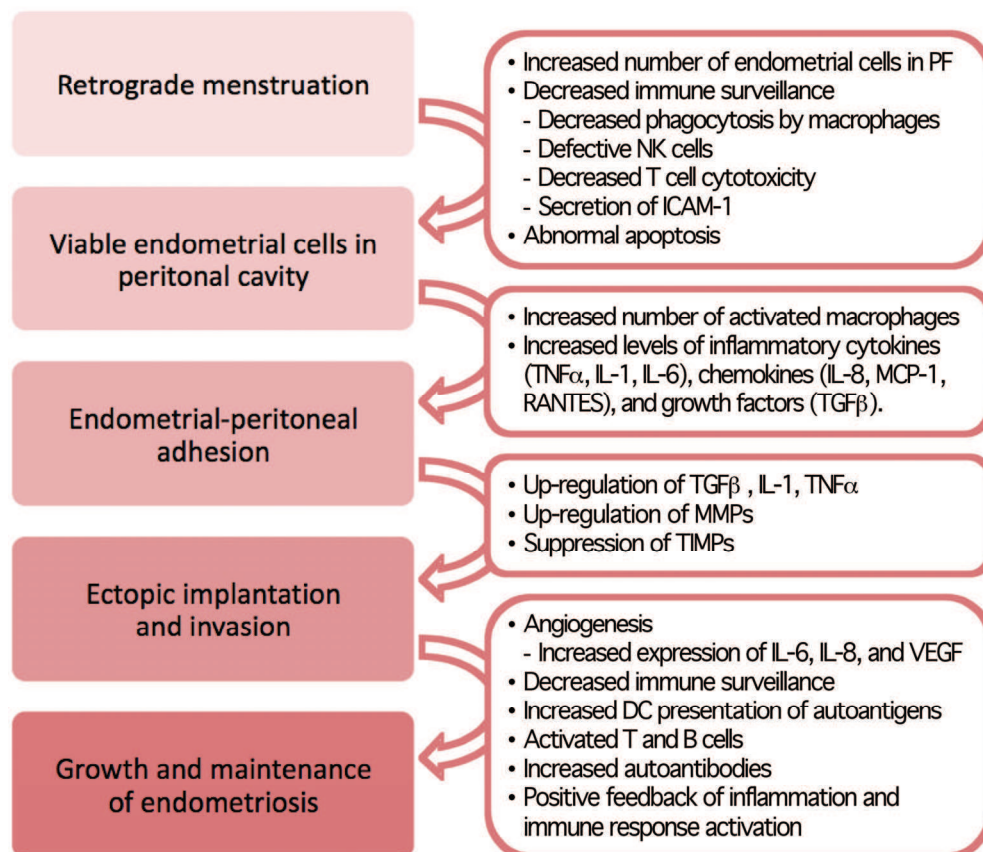 Retrograde menstruation
• Increased number of endometrial cells in PF
• Decreased immune surveillance
- Decreased phagocytosis by macrophages
- Defective NK cells
- Decreased T cell cytotoxicity
- Secretion of ICAM-1
• Abnormal apoptosis
Viable endometrial cells in
peritonal cavity
• Increased number of activated macrophages
• Increased levels of inflammatory cytokines
(TNFα, IL-1, IL-6), chemokines (IL-8, MCP-1,
RANTES), and growth factors (TGFβ).
Endometrial-peritoneal
adhesion
• Up-regulation of TGFβ , IL-1, TNFα
• Up-regulation of MMPs
• Suppression of TIMPs
Ectopic implantation
and invasion
• Angiogenesis
- Increased expression of IL-6, IL-8, and VEGF
• Decreased immune surveillance
• Increased DC presentation of autoantigens
• Activated T and B cells
• Increased autoantibodies
• Positive feedback of inflammation and
immune response activation
Growth and maintenance
of endometriosis